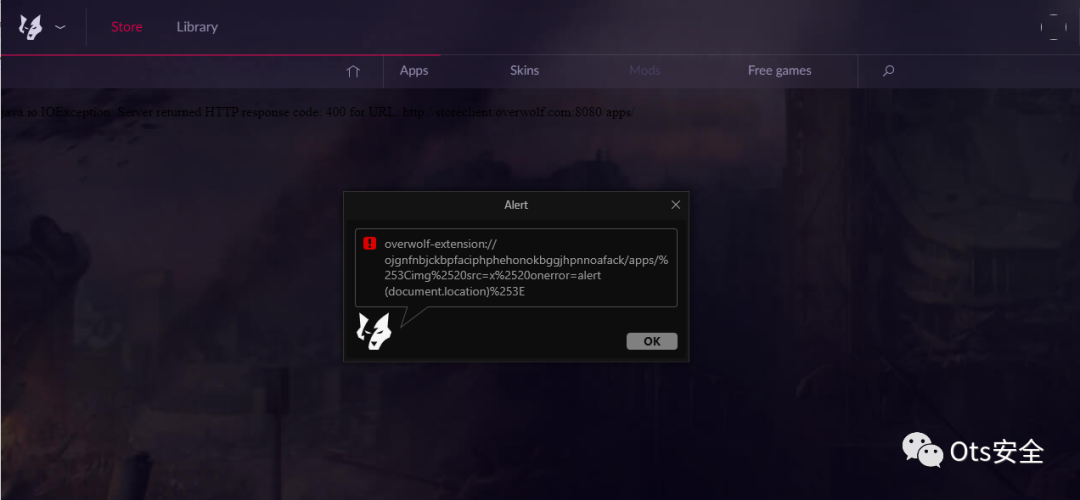 Store Library
Apps Skins Mods Free games
java.io.IOException: Server returned HTTP response code: 400 for URL: http://storeclient.overwolf.com:8080/apps/
Alert
overwolf-extension://
ojgnfnbjckbpfaciphphehonokbggjhpnnoafack/apps/%
253Cimg%2520src=x%2520onerror=alert
(document.location)%253E
OK
Ots安全